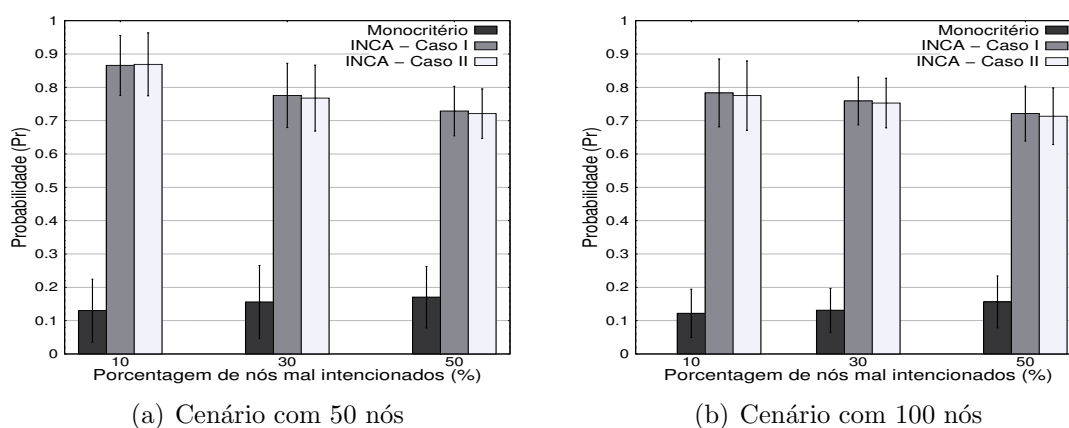 1
0.9
0.8
0.7
0.6
0.5
0.4
0.3
0.2
0.1
0
Probabilidade (Pr)
Monocritério
INCA − Caso I
INCA − Caso II
10
30
50
Porcentagem de nós mal intencionados (%)
(a) Cenário com 50 nós
1
0.9
0.8
0.7
0.6
0.5
0.4
0.3
0.2
0.1
0
Probabilidade (Pr)
Monocritério
INCA − Caso I
INCA − Caso II
10
30
50
Porcentagem de nós mal intencionados (%)
(b) Cenário com 100 nós